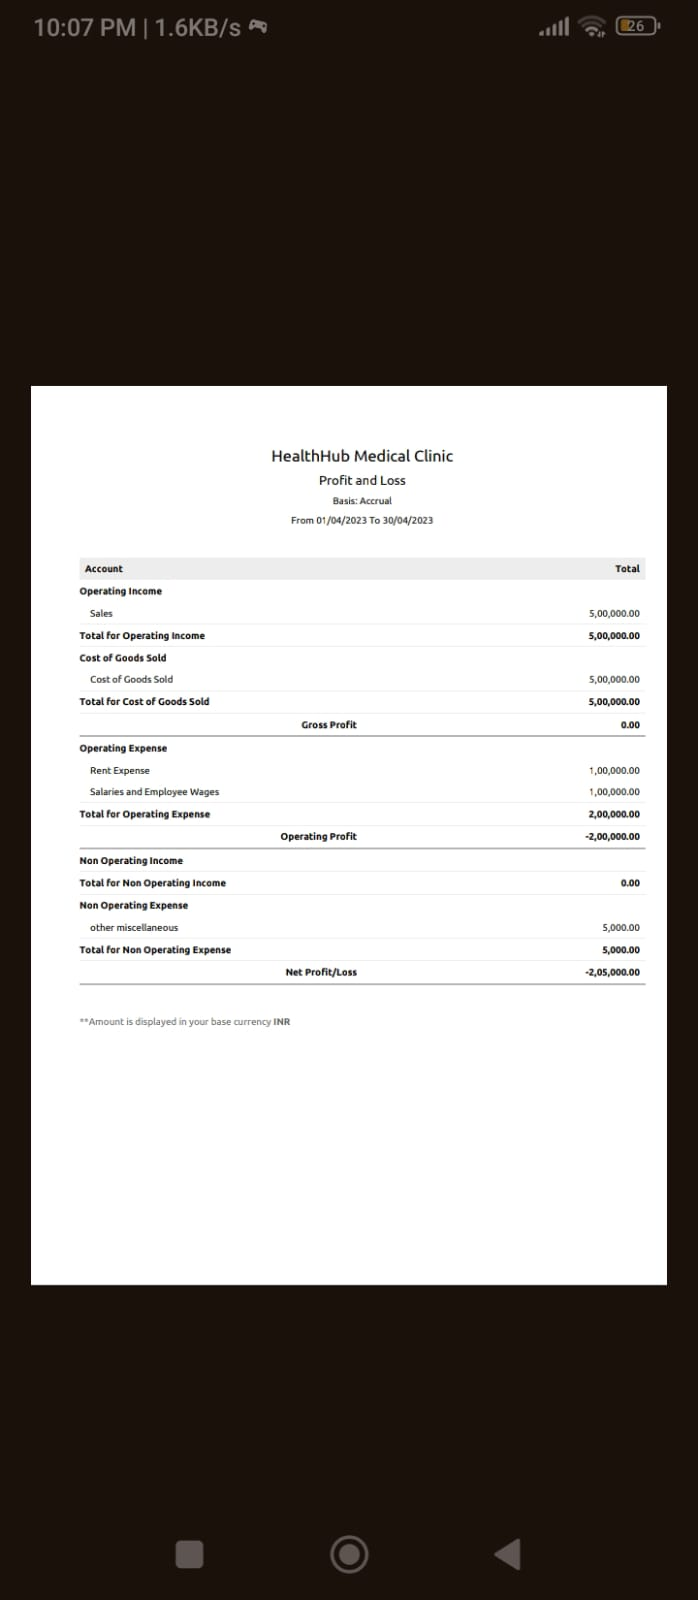 10:07 PM | 1.6KB/s
26
HealthHub Medical Clinic
Profit and Loss
Basis: Accrual
From 01/04/2023 To 30/04/2023
Account Total
Operating Income
Sales 5,00,000.00
Total for Operating Income 5,00,000.00
Cost of Goods Sold
Cost of Goods Sold 5,00,000.00
Total for Cost of Goods Sold 5,00,000.00
Gross Profit 0.00
Operating Expense
Rent Expense 1,00,000.00
Salaries and Employee Wages 1,00,000.00
Total for Operating Expense 2,00,000.00
Operating Profit -2,00,000.00
Non Operating Income
Total for Non Operating Income 0.00
Non Operating Expense
other miscellaneous 5,000.00
Total for Non Operating Expense 5,000.00
Net Profit/Loss -2,05,000.00
**Amount is displayed in your base currency INR